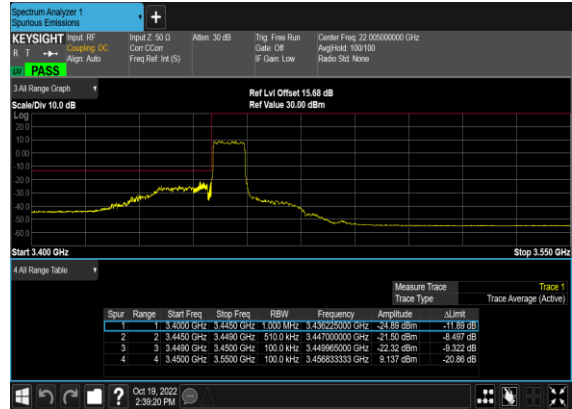 Spectrum Analyzer 1
Spurious Emissions
KEYSIGHT Input: RF Input Z: 50 Ω Atten: 30 dB Trig: Free Run Center Freq: 22.005000000 GHz
R T Coupling: DC Corr CCorr Gate: Off Avg|Hold: 100/100
Align: Auto Freq Ref: Int (S) IF Gain: Low Radio Std: None
PASS
3 All Range Graph
Ref Lvl Offset 15.68 dB
Scale/Div 10.0 dB Ref Value 30.00 dBm
Log
20.0
10.0
0.00
-10.0
-20.0
-30.0
-40.0
-50.0
-60.0
Start 3.400 GHz Stop 3.550 GHz
4 All Range Table
Measure Trace Trace 1
Trace Type Trace Average (Active)
Spur Range Start Freq Stop Freq RBW Frequency Amplitude ΔLimit
1 1 3.4000 GHz 3.4450 GHz 1.000 MHz 3.436225000 GHz -24.89 dBm -11.89 dB
2 2 3.4450 GHz 3.4490 GHz 510.0 kHz 3.447000000 GHz -21.50 dBm -8.497 dB
3 3 3.4490 GHz 3.4500 GHz 100.0 kHz 3.449965000 GHz -22.32 dBm -9.322 dB
4 4 3.4500 GHz 3.5500 GHz 100.0 kHz 3.456833333 GHz 9.137 dBm -20.86 dB
? Oct 19, 2022
2:39:20 PM